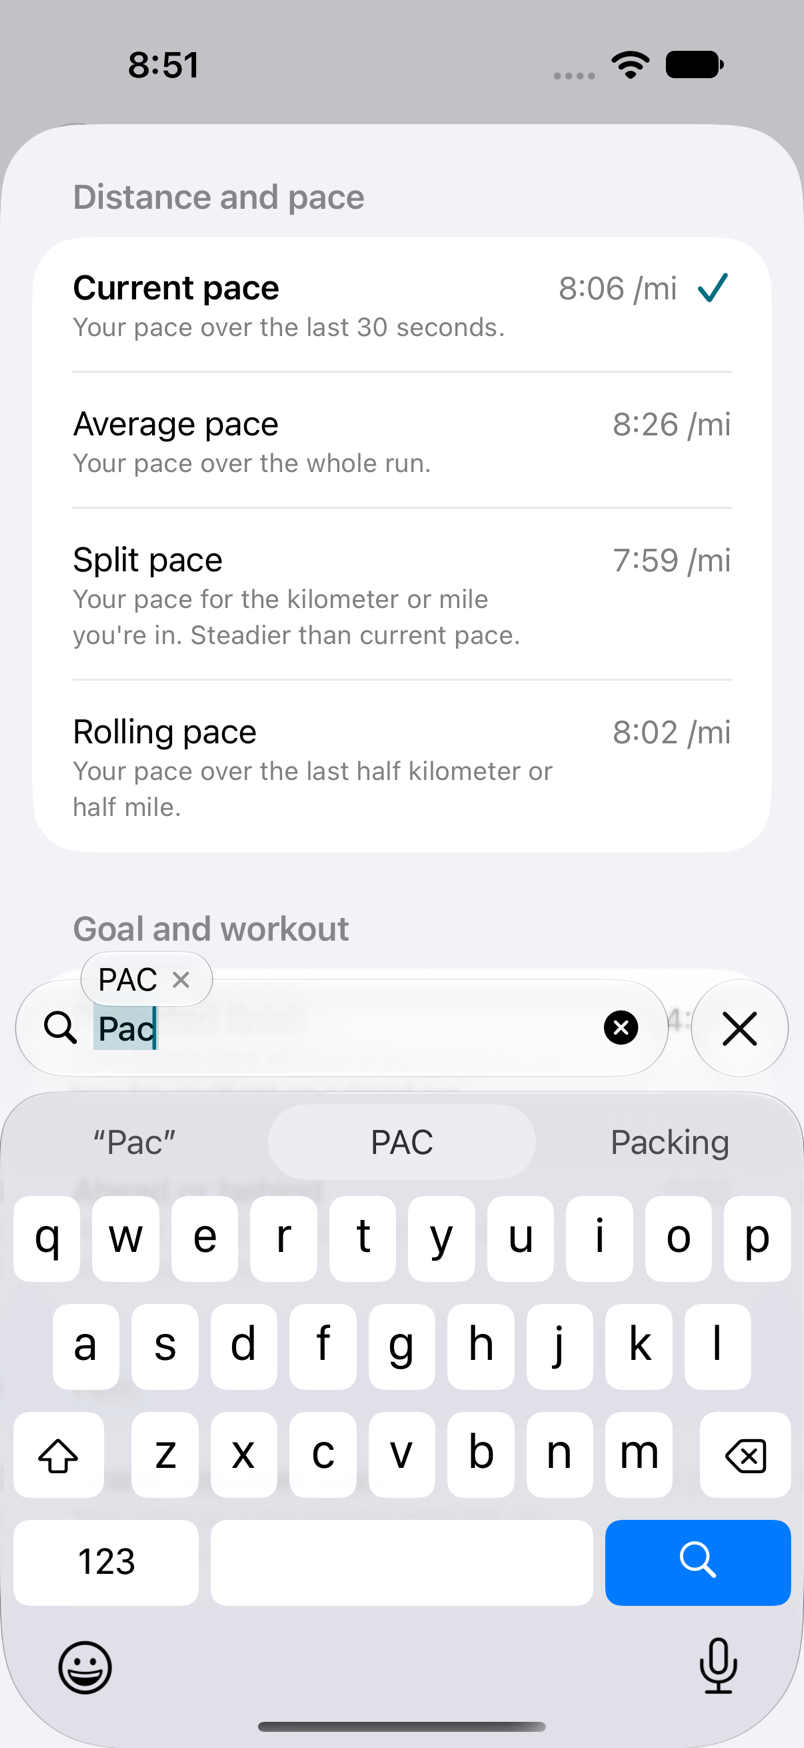 8:51
Distance and pace
Current pace 8:06 /mi
Your pace over the last 30 seconds.
Average pace 8:26 /mi
Your pace over the whole run.
Split pace 7:59 /mi
Your pace for the kilometer or mile
you're in. Steadier than current pace.
Rolling pace 8:02 /mi
Your pace over the last half kilometer or
half mile.
Goal and workout
PAC
Pac
“Pac” PAC Packing
q w e r t y u i o p
a s d f g h j k l
z x c v b n m
123